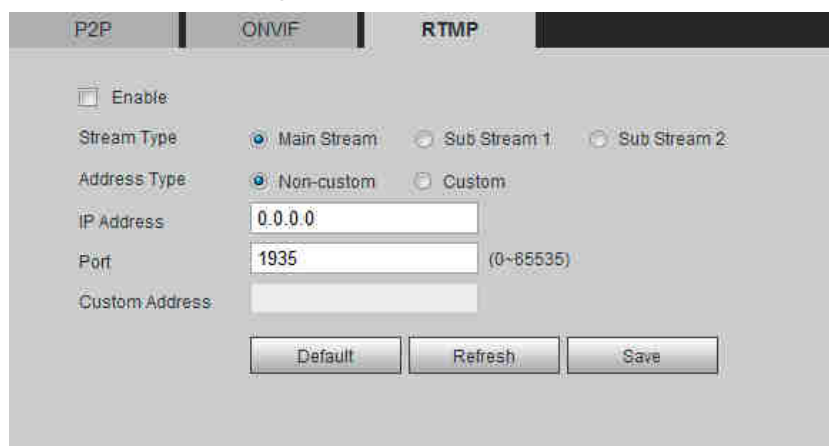 P2P ONVIF RTMP
Enable
Stream Type Main Stream Sub Stream 1 Sub Stream 2
Address Type Non-custom Custom
IP Address 0.0.0.0
Port 1935 (0~65535)
Custom Address
Default Refresh Save